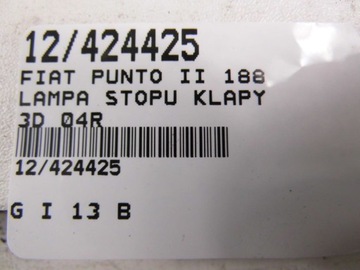 12/424425
FIAT PUNTO II 188
LAMPA STOPU KLAPY
3D 04R
12/424425
G I 13 B